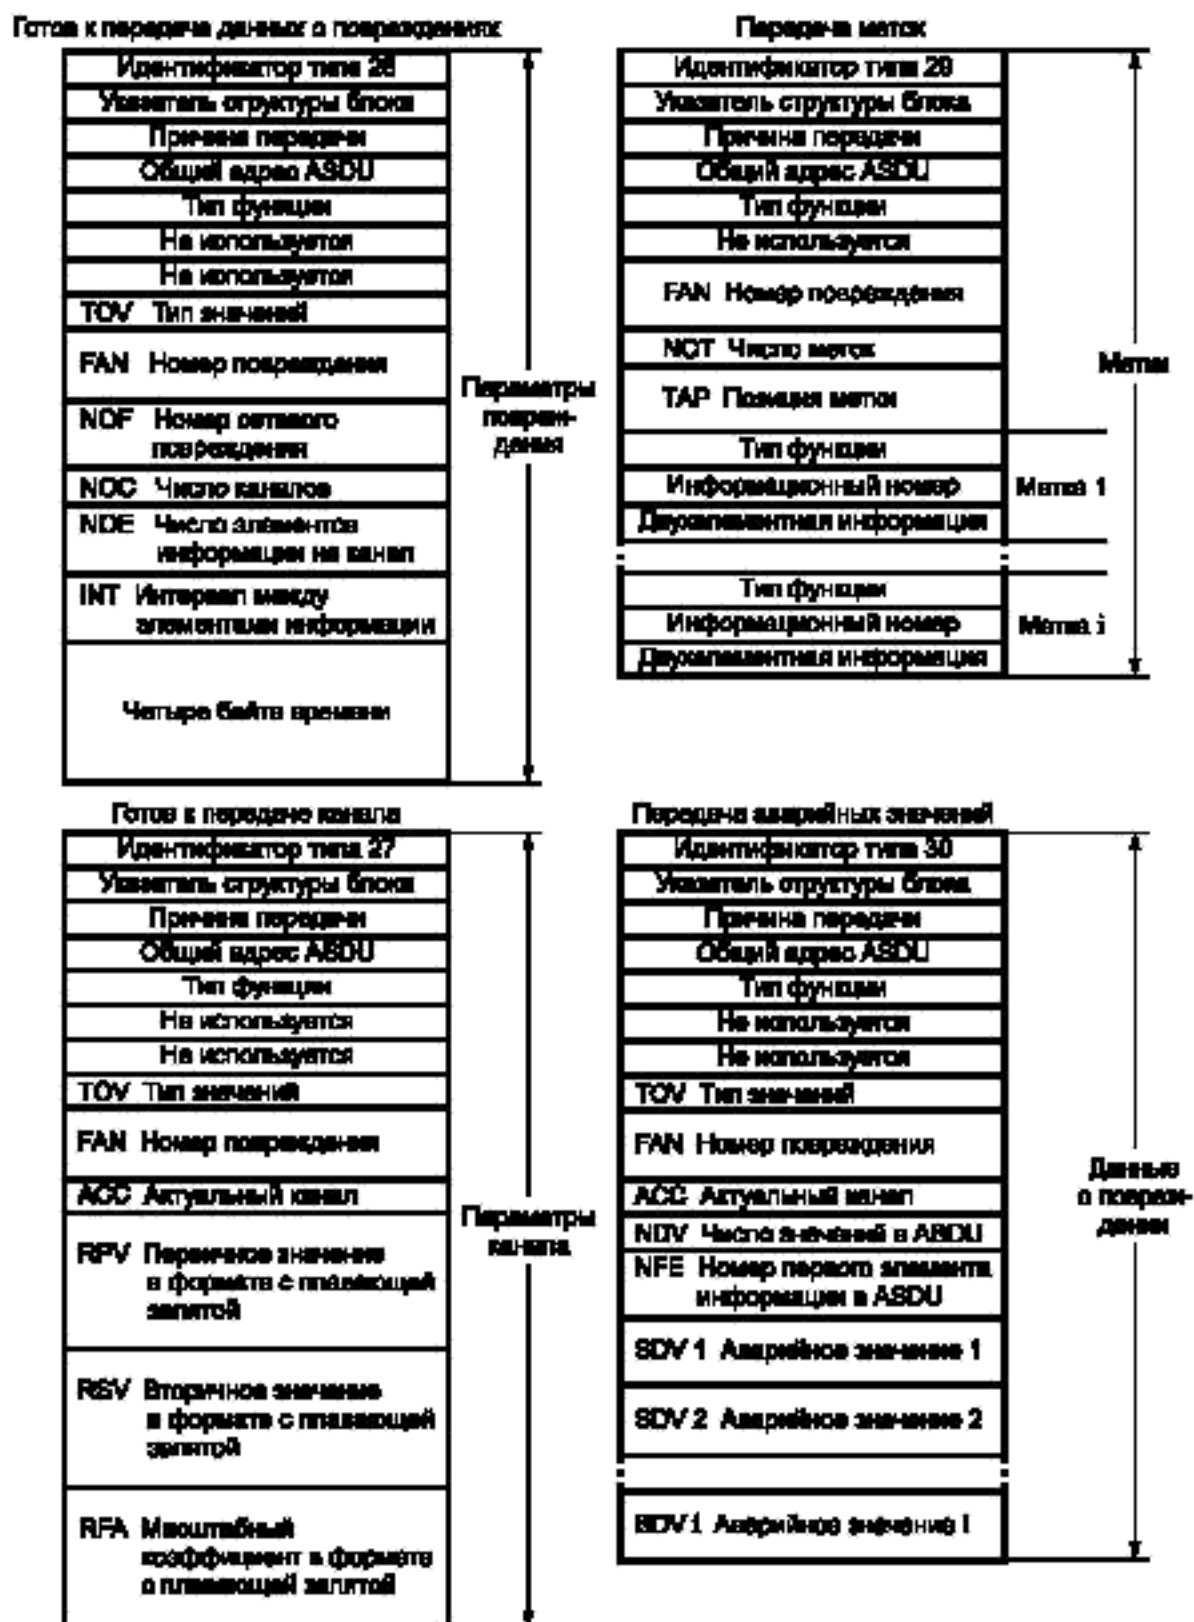 Готов к передаче данных о повреждениях
Идентификатор типа 26
Указатель структуры блока
Причина передачи
Общий адрес ASDU
Тип функции
Не используется
Не используется
TOV Тип значений
FAN Номер повреждения
NOF Номер сетевого
повреждения
NOC Число каналов
NOE Число элементов
информации на канал
INT Интервал между
элементами информации
Четыре байта времени
Параметры
повреж-
дения
Передача меток
Идентификатор типа 29
Указатель структуры блока
Причина передачи
Общий адрес ASDU
Тип функции
Не используется
FAN Номер повреждения
NOT Число меток
TAP Позиция метки
Тип функции
Информационный номер
Двухэлементная информация
Метка 1
Тип функции
Информационный номер
Двухэлементная информация
Метка i
Метки
Готов к передаче канала
Идентификатор типа 27
Указатель структуры блока
Причина передачи
Общий адрес ASDU
Тип функции
Не используется
Не используется
TOV Тип значений
FAN Номер повреждения
ACC Актуальный канал
RPV Первичное значение
в формате с плавающей
запятой
RSV Вторичное значение
в формате с плавающей
запятой
RFA Масштабный
коэффициент в формате
с плавающей запятой
Параметры
канала
Передача аварийных значений
Идентификатор типа 30
Указатель структуры блока
Причина передачи
Общий адрес ASDU
Тип функции
Не используется
Не используется
TOV Тип значений
FAN Номер повреждения
ACC Актуальный канал
NDV Число значений в ASDU
NFE Номер первого элемента
информации в ASDU
SDV 1 Аварийное значение 1
SDV 2 Аварийное значение 2
SDV i Аварийное значение i
Данные
о повреж-
дении